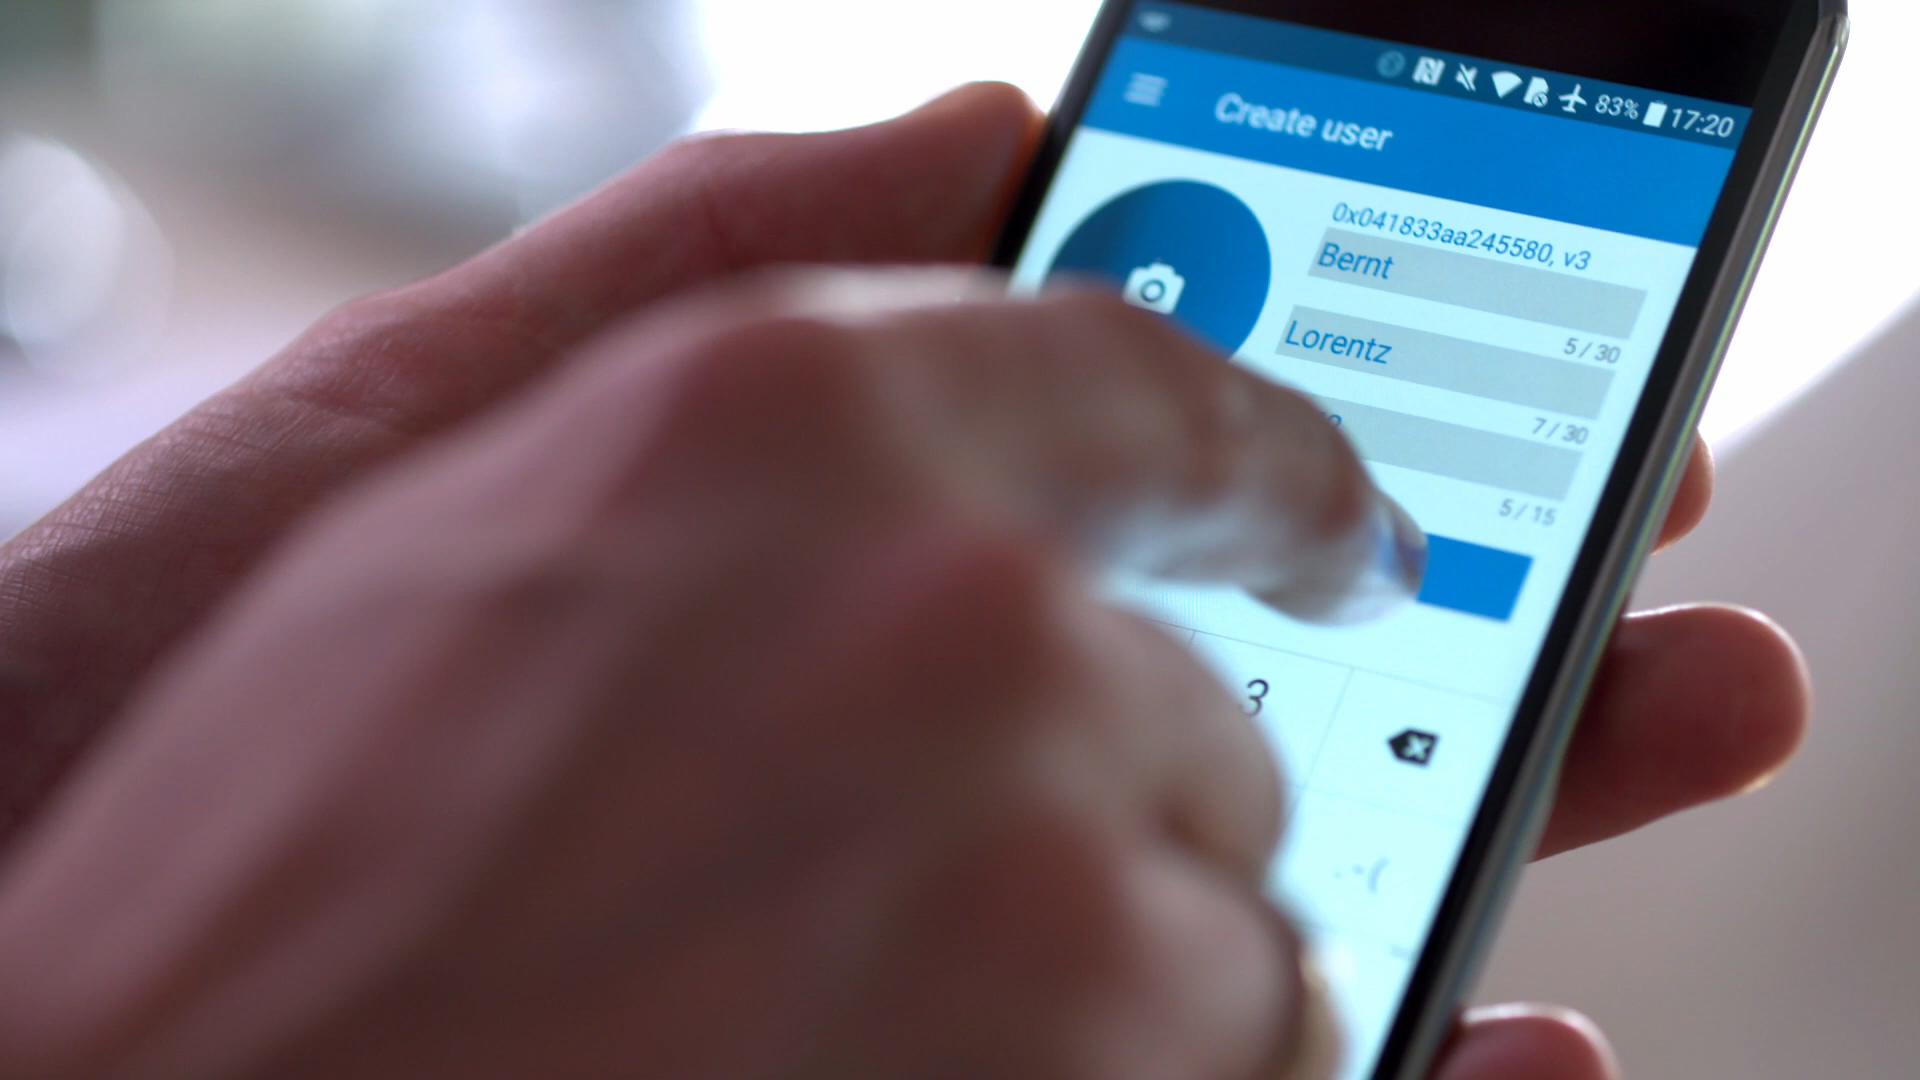 83% 17:20
Create user
0x041833aa245580, v3
Bernt
5 / 30
Lorentz
7 / 30
5 / 15
3
.-(